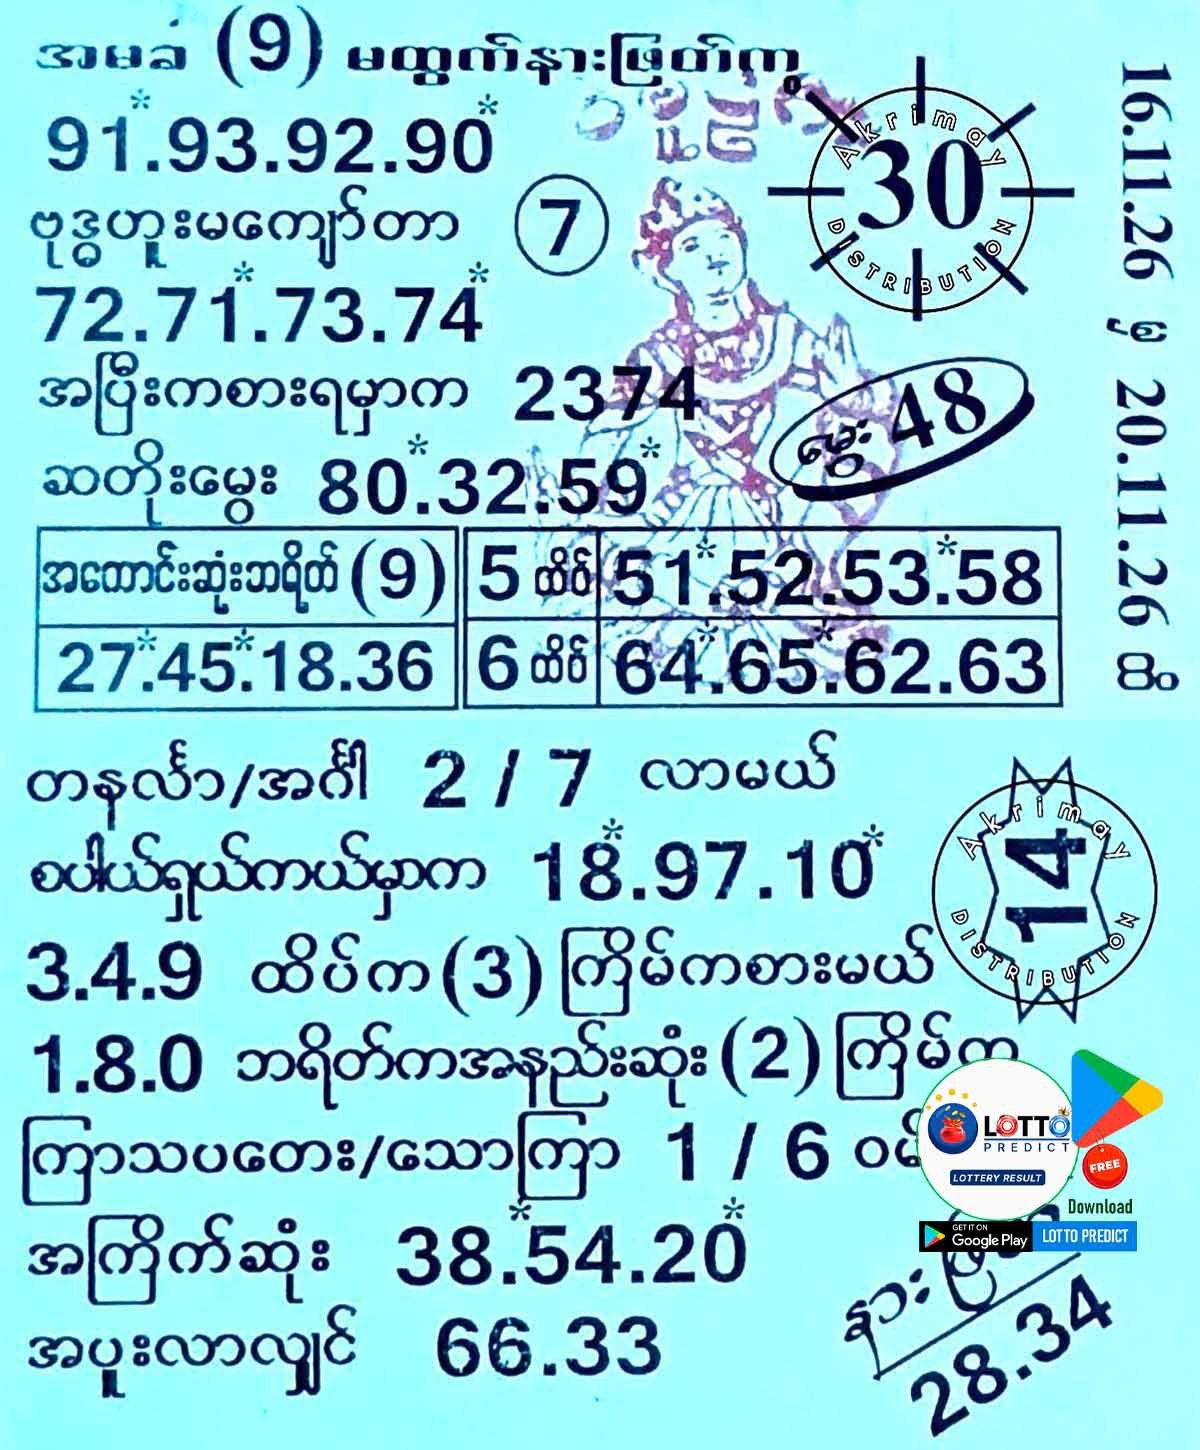 အမခံ (9) မထွက်နားဖြတ်ကု
91*.93.92.90*
ဗုဒ္ဓဟူးမကျော်တာ 7
72.71*.73.74*
အပြီးကစားရမှာက 2374
ဆတိုးမွေး 80*.32.59*
အကောင်းဆုံးဘရိတ် (9)
27*.45*.18.36
5 ထိပ် 51*.52.53*.58
6 ထိပ် 64*.65*.62.63
Akrimay
30
DISTRIBUTION
မွေး 48
16.11.26 မှ 20.11.26 ထိ
တနင်္လာ/အင်္ဂါ 2 / 7 လာမယ်
စပါယ်ရှယ်ကယ်မှာက 18*.97.10*
3.4.9 ထိပ်က (3) ကြိမ်ကစားမယ်
1.8.0 ဘရိတ်ကအနည်းဆုံး (2) ကြိမ်က
ကြာသပတေး/သောကြာ 1 / 6
အကြိုက်ဆုံး 38*.54.20*
အပူးလာလျှင် 66.33
Akrimay
14
DISTRIBUTION
LOTTO
PREDICT
LOTTERY RESULT
FREE
Download
GET IT ON
Google Play
LOTTO PREDICT
နား
28.34